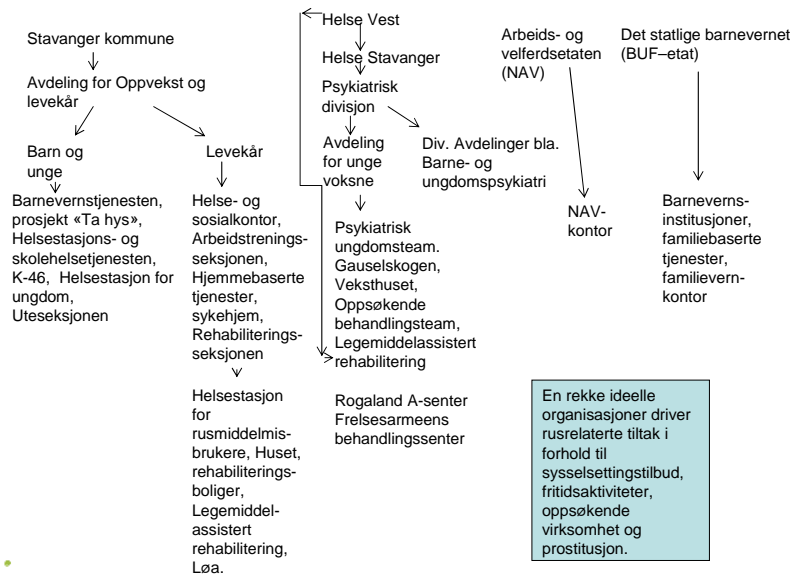 Stavanger kommune
Avdeling for Oppvekst og
levekår
Barn og
unge
Barnevernstjenesten,
prosjekt «Ta hys»,
Helsestasjons- og
skolehelsetjenesten,
K-46, Helsestasjon for
ungdom,
Uteseksjonen
Levekår
Helse- og
sosialkontor,
Arbeidstrenings-
seksjonen,
Hjemmebaserte
tjenester,
sykehjem,
Rehabiliterings-
seksjonen
Helsestasjon
for
rusmiddelmis-
brukere, Huset,
rehabiliterings-
boliger,
Legemiddel-
assistert
rehabilitering,
Løa.
Helse Vest
Helse Stavanger
Psykiatrisk
divisjon
Avdeling
for unge
voksne
Div. Avdelinger bla.
Barne- og
ungdomspsykiatri
Psykiatrisk
ungdomsteam.
Gauselskogen,
Veksthuset,
Oppsøkende
behandlingsteam,
Legemiddelassistert
rehabilitering
Rogaland A-senter
Frelsesarmeens
behandlingssenter
Arbeids- og
velferdsetaten
(NAV)
NAV-
kontor
Det statlige barnevernet
(BUF–etat)
Barneverns-
institusjoner,
familiebaserte
tjenester,
familievern-
kontor
En rekke ideelle
organisasjoner driver
rusrelaterte tiltak i
forhold til
sysselsettingstilbud,
fritidsaktiviteter,
oppsøkende
virksomhet og
prostitusjon.